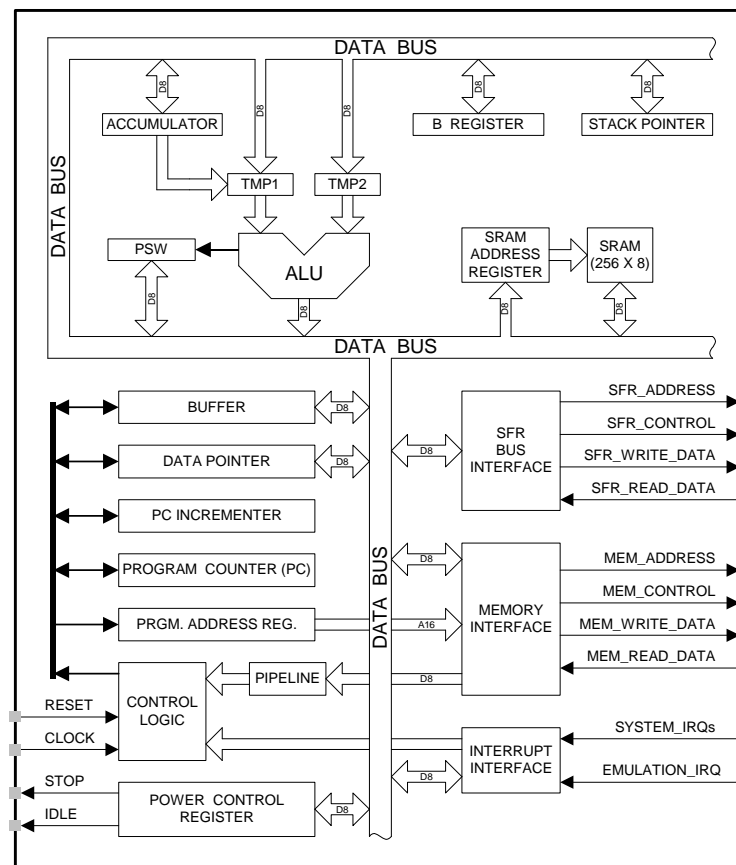 DATA BUS
D8 D8 D8 D8 D8
ACCUMULATOR
B REGISTER
STACK POINTER
DATA BUS
TMP1
TMP2
PSW
ALU
SRAM
ADDRESS
REGISTER
SRAM
(256 X 8)
D8 D8 D8 D8
DATA BUS
BUFFER
D8
DATA POINTER
D8
PC INCREMENTER
PROGRAM COUNTER (PC)
PRGM. ADDRESS REG.
A16
DATA BUS
D8
SFR
BUS
INTERFACE
SFR_ADDRESS
SFR_CONTROL
SFR_WRITE_DATA
SFR_READ_DATA
D8
MEMORY
INTERFACE
MEM_ADDRESS
MEM_CONTROL
MEM_WRITE_DATA
MEM_READ_DATA
RESET
CLOCK
CONTROL
LOGIC
PIPELINE
D8
INTERRUPT
INTERFACE
D8
SYSTEM_IRQs
EMULATION_IRQ
STOP
IDLE
POWER CONTROL
REGISTER
D8